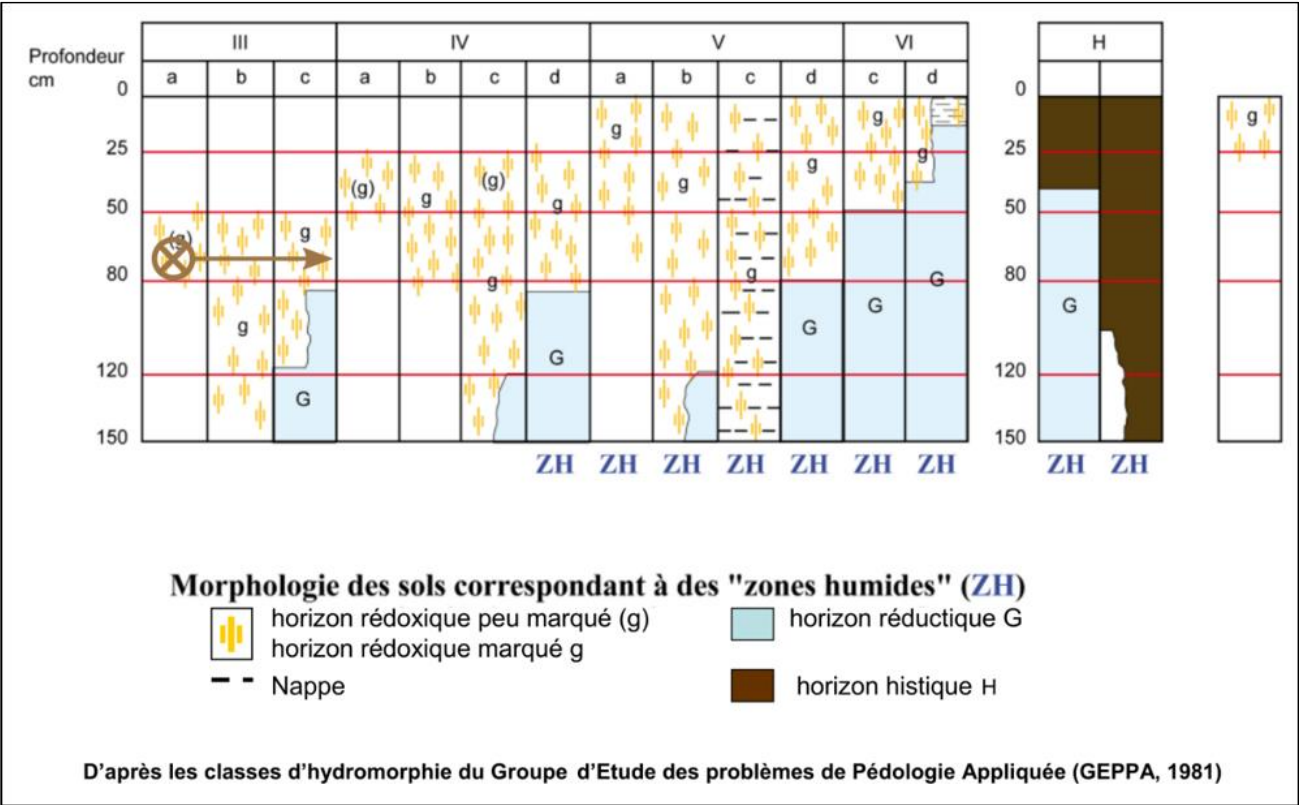 III IV V VI H
Profondeur
cm
a b c a b c d a b c d c d
0 0
g g g
25 25
(g) g (g) g g g g
50 50
(g) g
80 80
g g g G G G G
g G
120 120
G
150 150
ZH ZH ZH ZH ZH ZH ZH ZH ZH
Morphologie des sols correspondant à des "zones humides" (ZH)
horizon rédoxique peu marqué (g) horizon réductique G
horizon rédoxique marqué g
Nappe horizon histique H
D'après les classes d'hydromorphie du Groupe d'Etude des problèmes de Pédologie Appliquée (GEPPA, 1981)